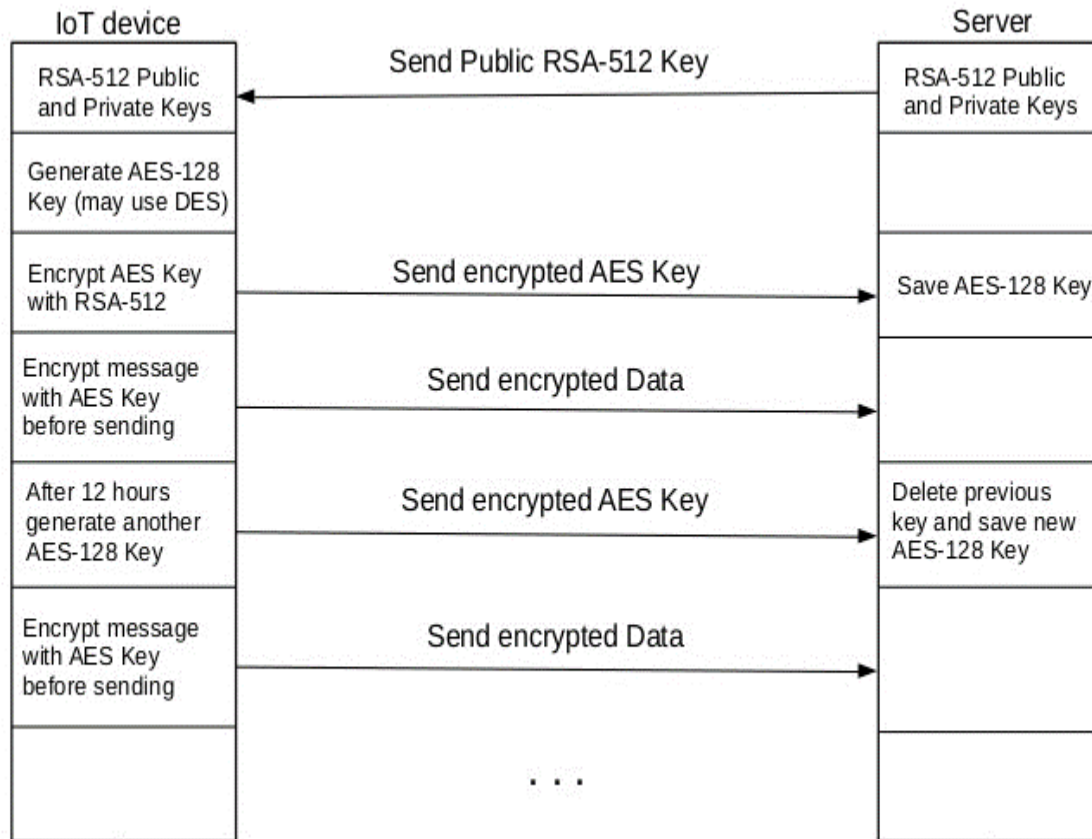 IoT device
Server
RSA-512 Public
and Private Keys
Send Public RSA-512 Key
RSA-512 Public
and Private Keys
Generate AES-128
Key (may use DES)
Encrypt AES Key
with RSA-512
Send encrypted AES Key
Save AES-128 Key
Encrypt message
with AES Key
before sending
Send encrypted Data
After 12 hours
generate another
AES-128 Key
Send encrypted AES Key
Delete previous
key and save new
AES-128 Key
Encrypt message
with AES Key
before sending
Send encrypted Data
. . .